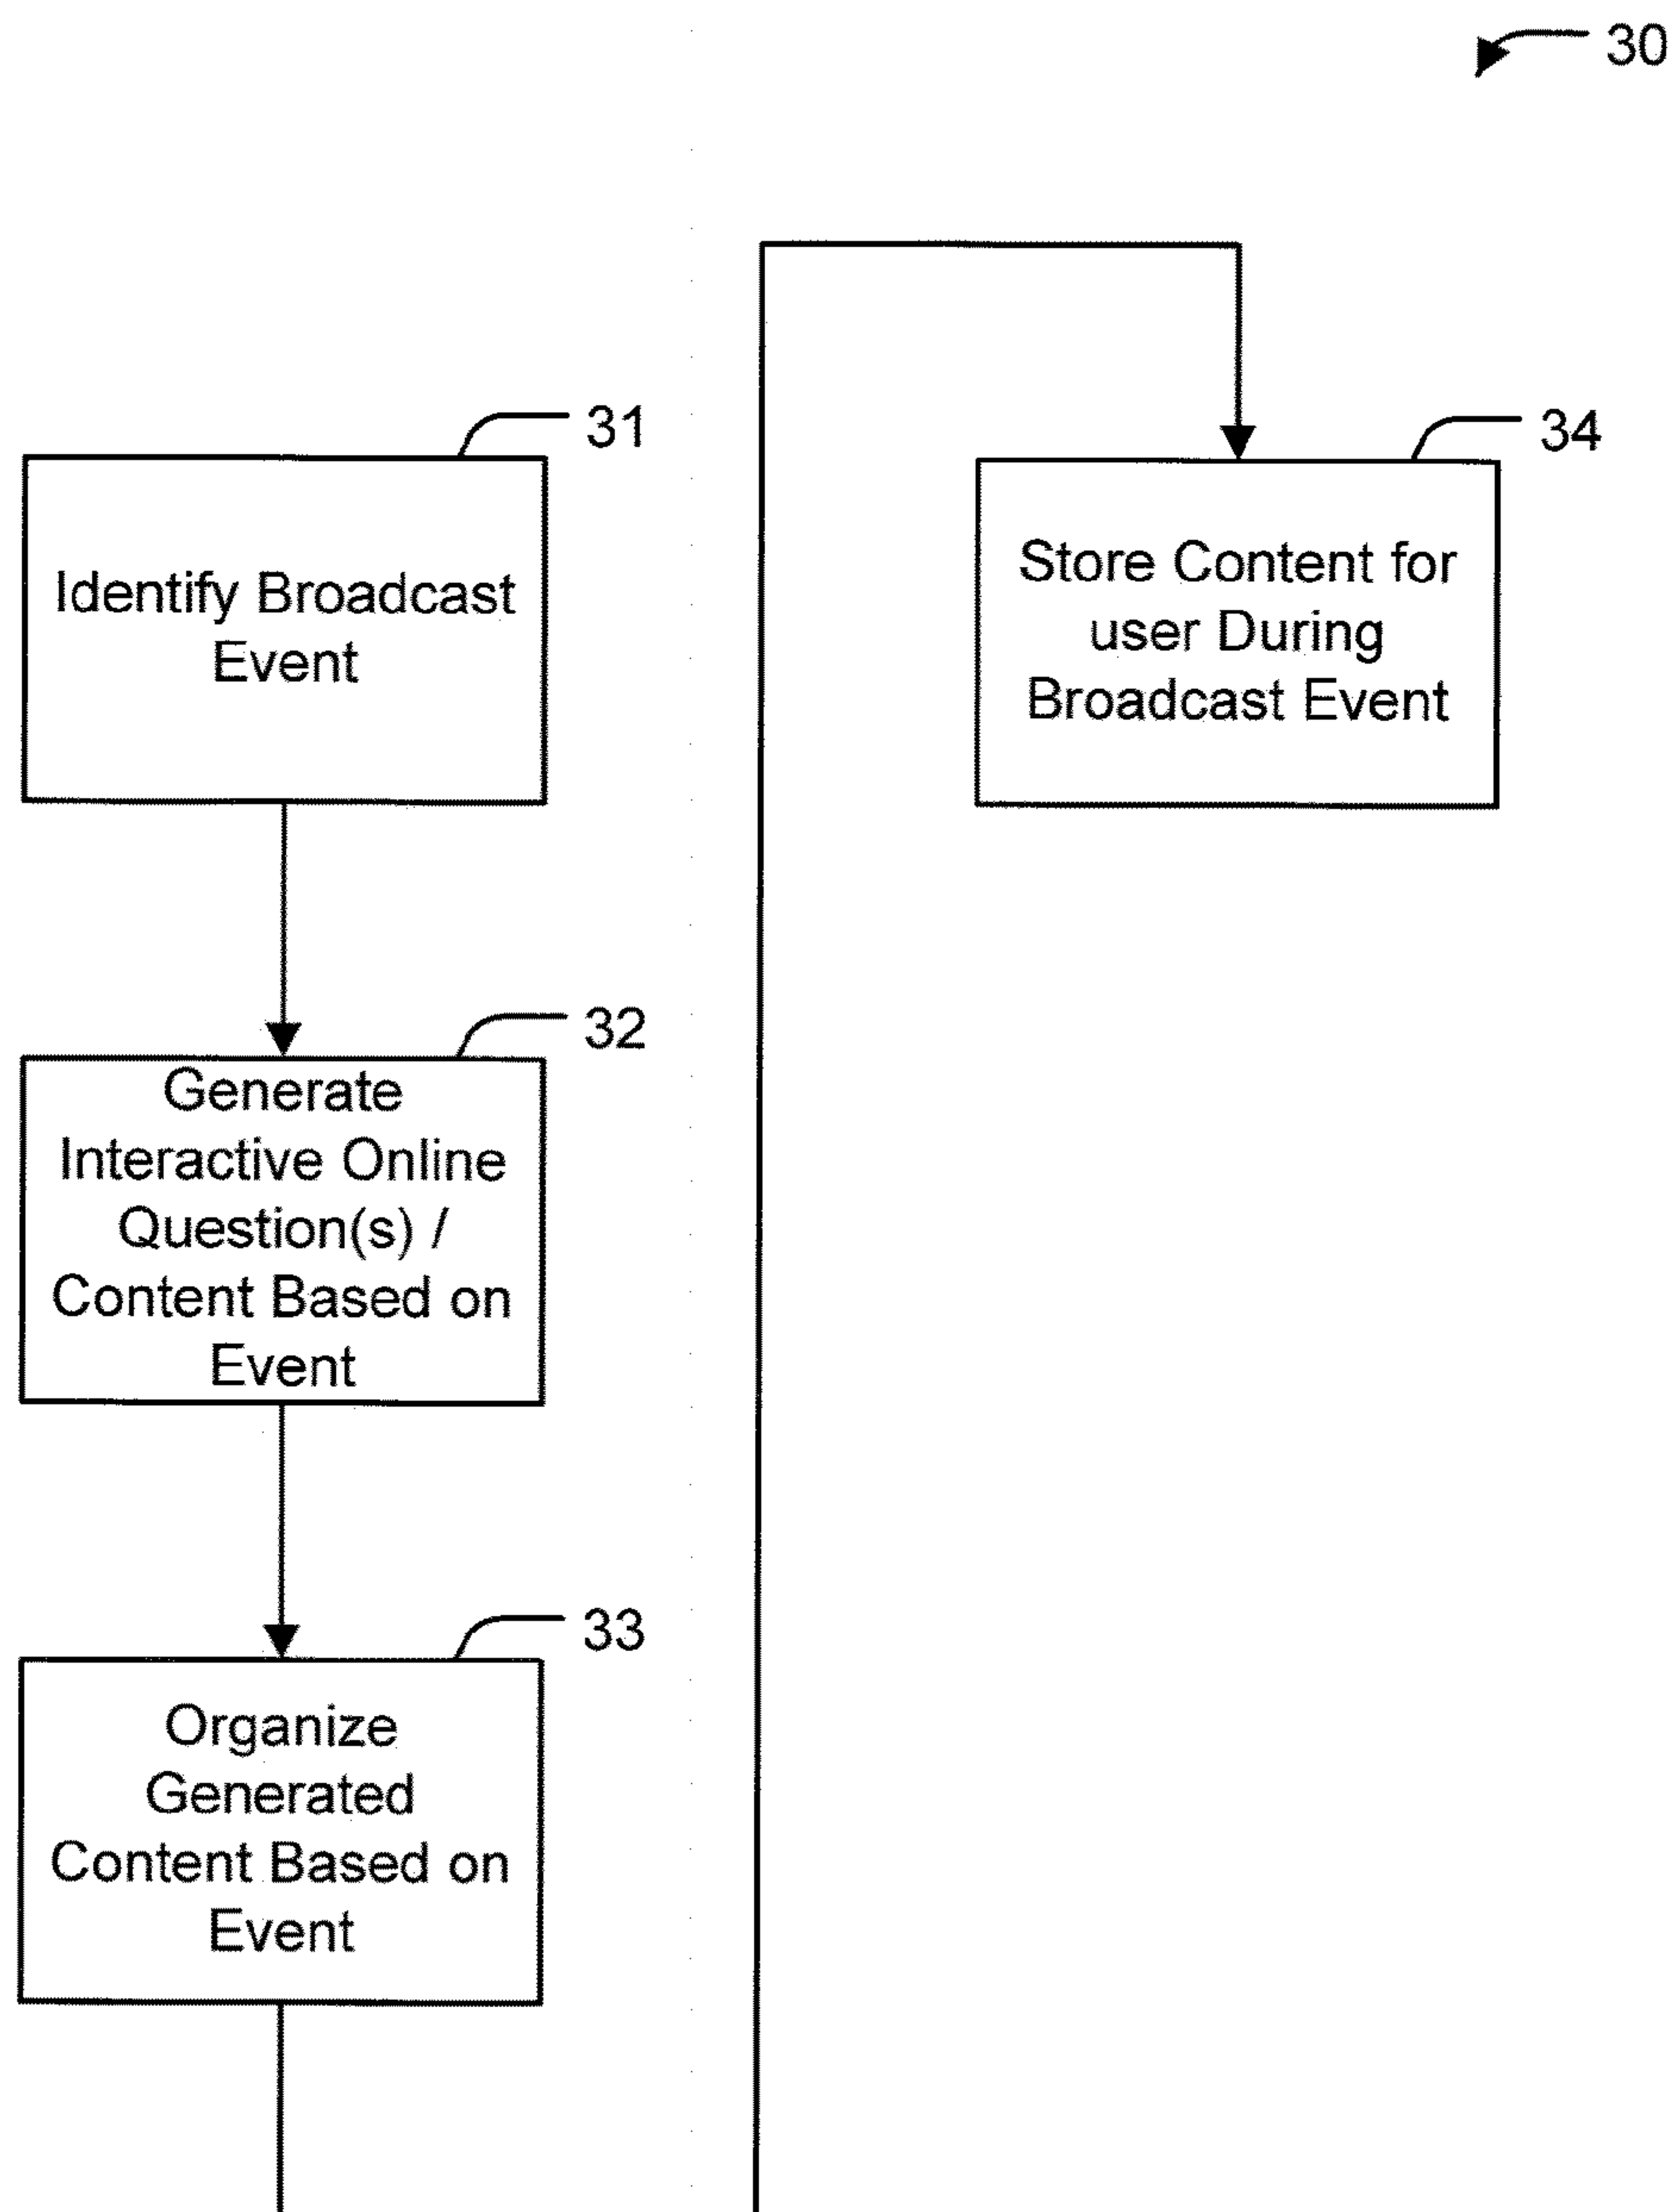 30
31
Identify Broadcast
Event
32
Generate
Interactive Online
Question(s) /
Content Based on
Event
33
Organize
Generated
Content Based on
Event
34
Store Content for
user During
Broadcast Event